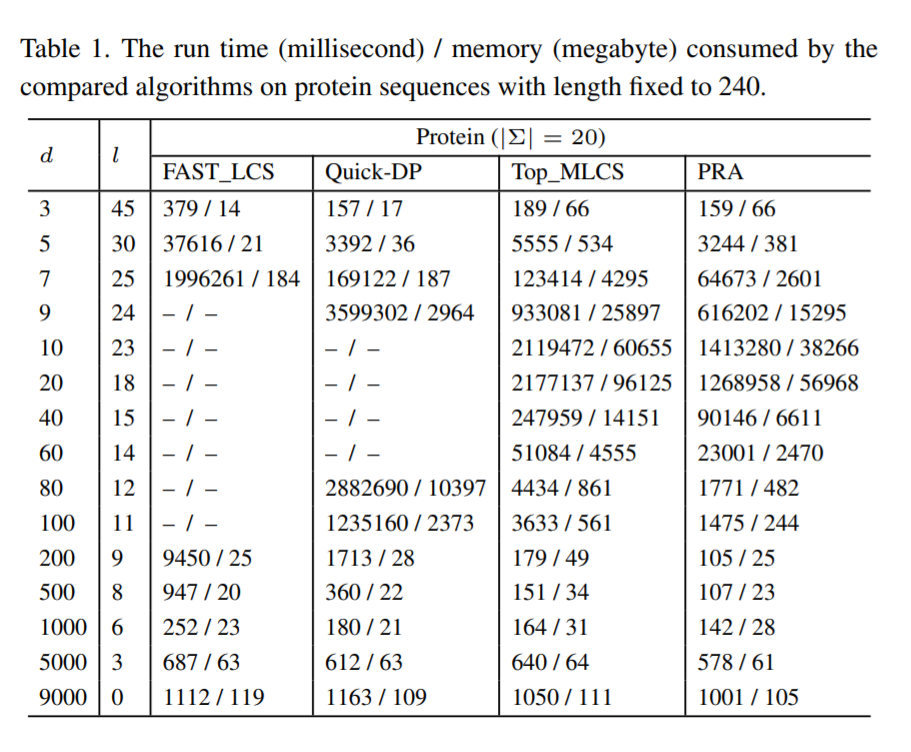 Table 1. The run time (millisecond) / memory (megabyte) consumed by the
compared algorithms on protein sequences with length fixed to 240.
d l Protein (|Σ| = 20)
FAST_LCS Quick-DP Top_MLCS PRA
3 45 379 / 14 157 / 17 189 / 66 159 / 66
5 30 37616 / 21 3392 / 36 5555 / 534 3244 / 381
7 25 1996261 / 184 169122 / 187 123414 / 4295 64673 / 2601
9 24 – / – 3599302 / 2964 933081 / 25897 616202 / 15295
10 23 – / – – / – 2119472 / 60655 1413280 / 38266
20 18 – / – – / – 2177137 / 96125 1268958 / 56968
40 15 – / – – / – 247959 / 14151 90146 / 6611
60 14 – / – – / – 51084 / 4555 23001 / 2470
80 12 – / – 2882690 / 10397 4434 / 861 1771 / 482
100 11 – / – 1235160 / 2373 3633 / 561 1475 / 244
200 9 9450 / 25 1713 / 28 179 / 49 105 / 25
500 8 947 / 20 360 / 22 151 / 34 107 / 23
1000 6 252 / 23 180 / 21 164 / 31 142 / 28
5000 3 687 / 63 612 / 63 640 / 64 578 / 61
9000 0 1112 / 119 1163 / 109 1050 / 111 1001 / 105